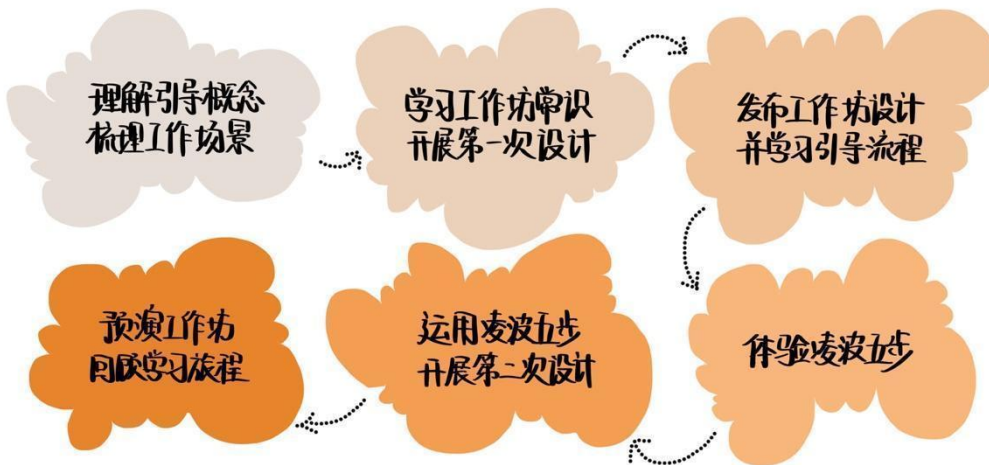 理解引导概念
梳理工作场景
学习工作坊常识
开展第一次设计
发布工作坊设计
并学习引导流程
体验凌波五步
运用凌波五步
开展第二次设计
预演工作坊
回顾学习旅程